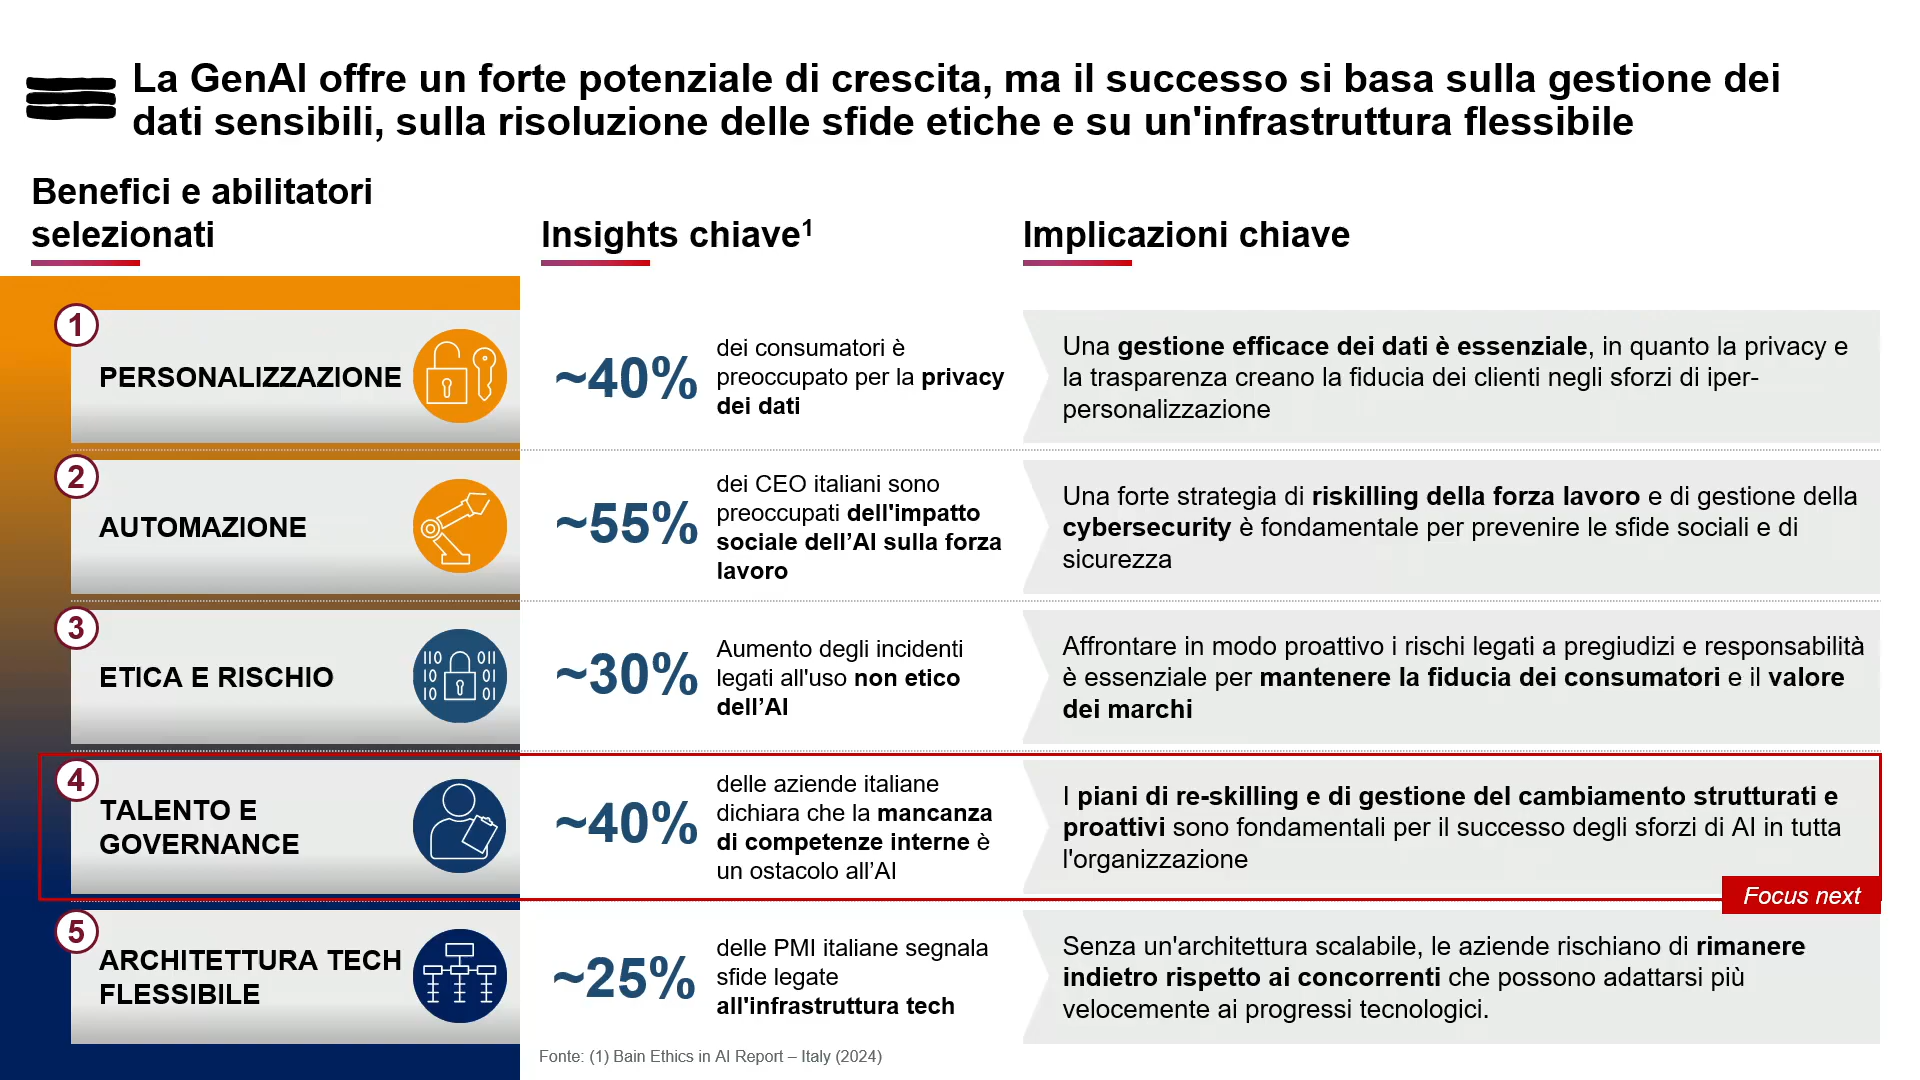 La GenAI offre un forte potenziale di crescita, ma il successo si basa sulla gestione dei
dati sensibili, sulla risoluzione delle sfide etiche e su un'infrastruttura flessibile
Benefici e abilitatori
selezionati
Insights chiave¹
Implicazioni chiave
1
PERSONALIZZAZIONE
~40%
dei consumatori è
preoccupato per la privacy
dei dati
Una gestione efficace dei dati è essenziale, in quanto la privacy e
la trasparenza creano la fiducia dei clienti negli sforzi di iper-
personalizzazione
2
AUTOMAZIONE
~55%
dei CEO italiani sono
preoccupati dell'impatto
sociale dell’AI sulla forza
lavoro
Una forte strategia di riskilling della forza lavoro e di gestione della
cybersecurity è fondamentale per prevenire le sfide sociali e di
sicurezza
3
ETICA E RISCHIO
110 011
10 01
10 01
~30%
Aumento degli incidenti
legati all'uso non etico
dell’AI
Affrontare in modo proattivo i rischi legati a pregiudizi e responsabilità
è essenziale per mantenere la fiducia dei consumatori e il valore
dei marchi
4
TALENTO E
GOVERNANCE
~40%
delle aziende italiane
dichiara che la mancanza
di competenze interne è
un ostacolo all’AI
I piani di re-skilling e di gestione del cambiamento strutturati e
proattivi sono fondamentali per il successo degli sforzi di AI in tutta
l'organizzazione
Focus next
5
ARCHITETTURA TECH
FLESSIBILE
~25%
delle PMI italiane segnala
sfide legate
all'infrastruttura tech
Senza un'architettura scalabile, le aziende rischiano di rimanere
indietro rispetto ai concorrenti che possono adattarsi più
velocemente ai progressi tecnologici.
Fonte: (1) Bain Ethics in AI Report – Italy (2024)